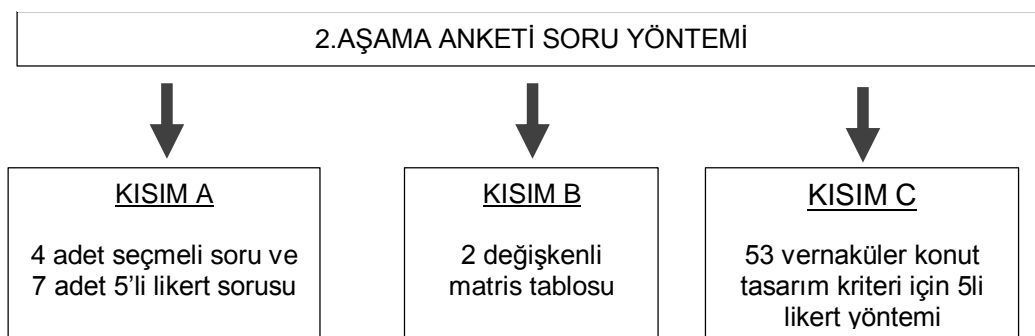 2.AŞAMA ANKETİ SORU YÖNTEMİ
KISIM A
4 adet seçmeli soru ve
7 adet 5’li likert sorusu
KISIM B
2 değişkenli
matris tablosu
KISIM C
53 vernaküler konut
tasarım kriteri için 5li
likert yöntemi